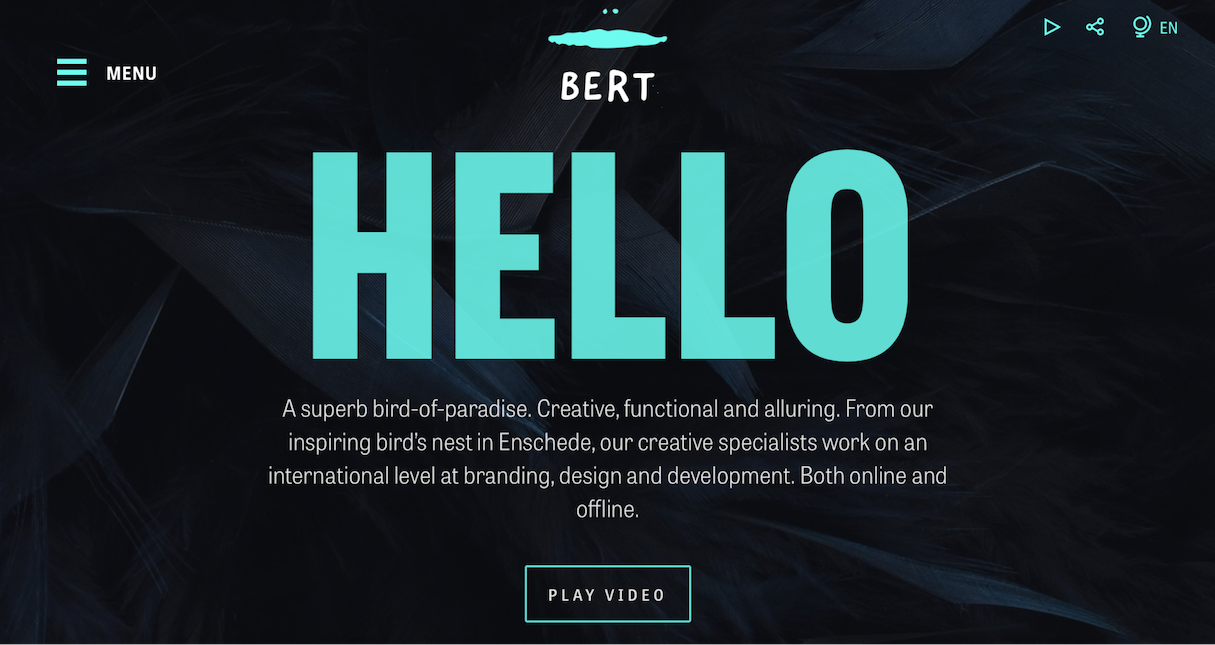 MENU
BERT
EN
HELLO
A superb bird-of-paradise. Creative, functional and alluring. From our
inspiring bird's nest in Enschede, our creative specialists work on an
international level at branding, design and development. Both online and
offline.
PLAY VIDEO